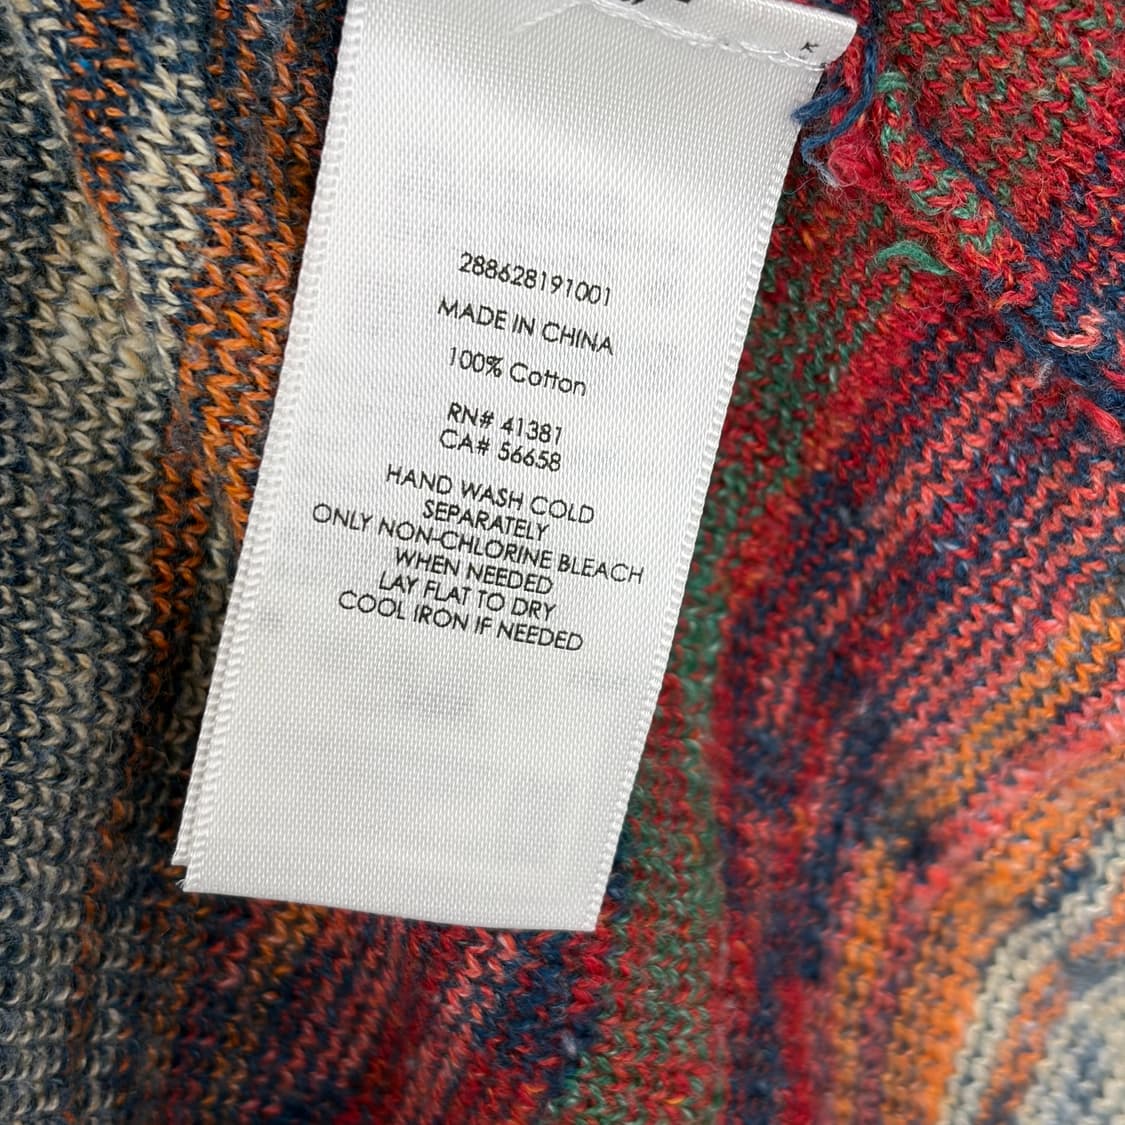 288628191001
MADE IN CHINA
100% Cotton
RN# 41381
CA# 56658
HAND WASH COLD
SEPARATELY
ONLY NON-CHLORINE BLEACH
WHEN NEEDED
LAY FLAT TO DRY
COOL IRON IF NEEDED